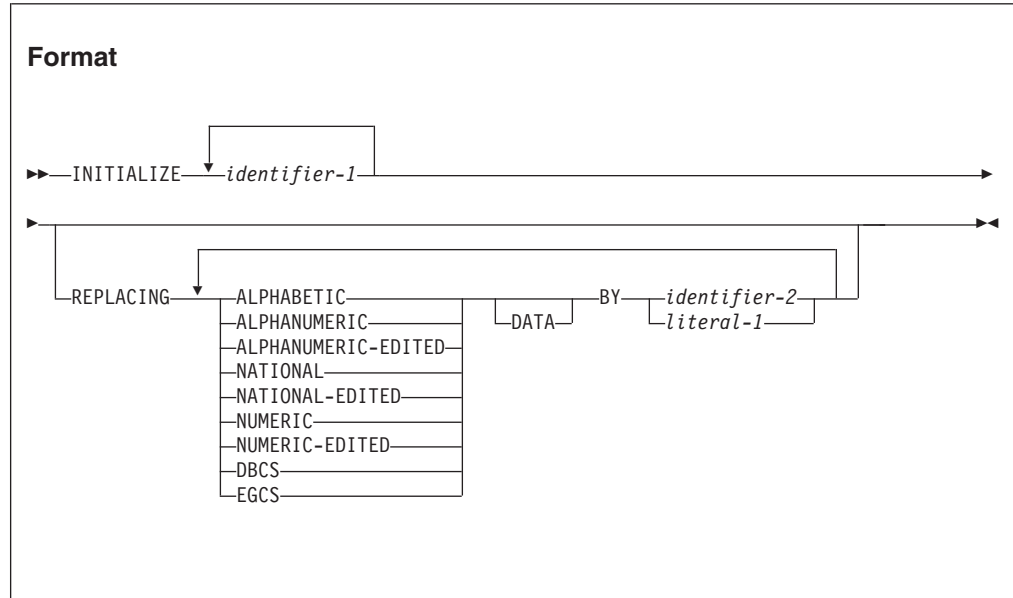 Format
INITIALIZE identifier-1
REPLACING ALPHABETIC DATA BY identifier-2
ALPHANUMERIC literal-1
ALPHANUMERIC-EDITED
NATIONAL
NATIONAL-EDITED
NUMERIC
NUMERIC-EDITED
DBCS
EGCS